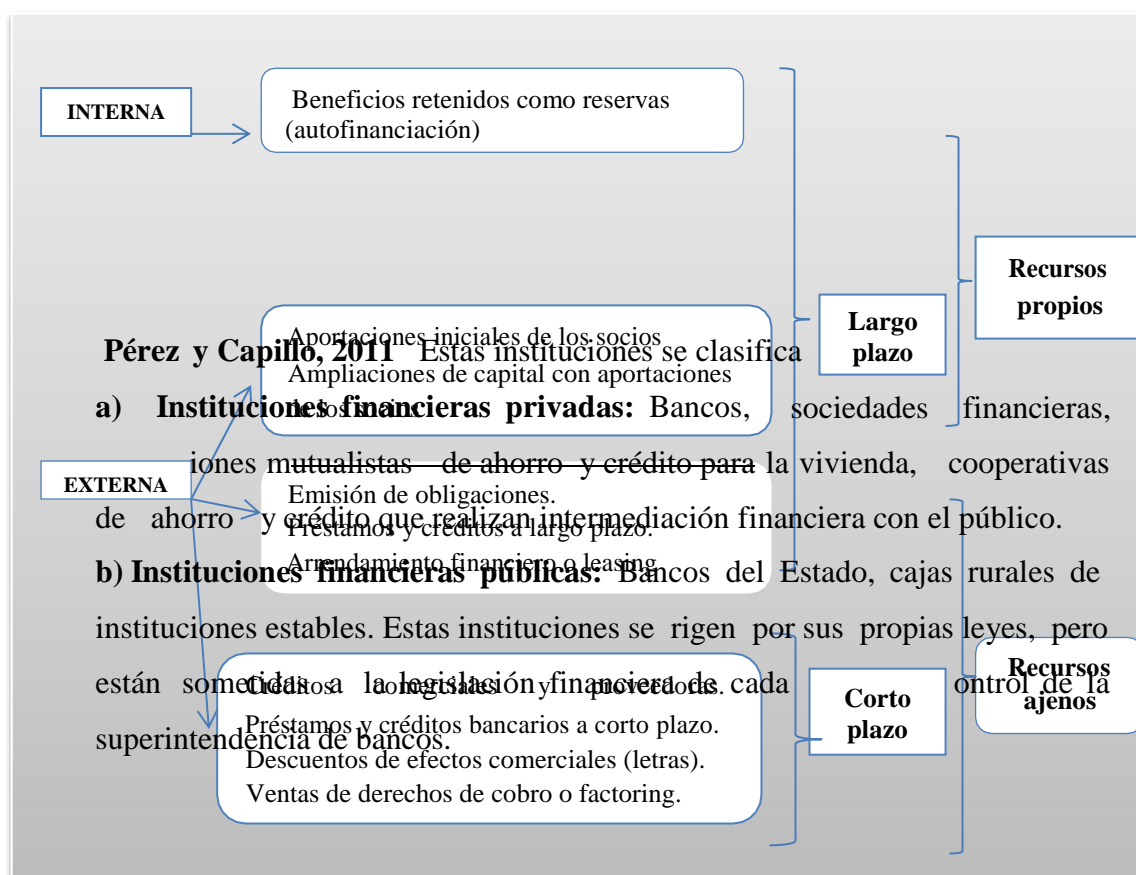 INTERNA
Beneficios retenidos como reservas
(autofinanciación)
Recursos
propios
Largo
plazo
Aportaciones iniciales de los socios
Ampliaciones de capital con aportaciones
de los socios
Pérez y Capillo, 2011 Estas instituciones se clasifica
a) Instituciones financieras privadas: Bancos, sociedades financieras,
iones mutualistas de ahorro y crédito para la vivienda, cooperativas
de ahorro y crédito que realizan intermediación financiera con el público.
b) Instituciones financieras públicas: Bancos del Estado, cajas rurales de
instituciones estables. Estas instituciones se rigen por sus propias leyes, pero
están sometidas a la legislación financiera de cada ontrol de la
superintendencia de bancos.
EXTERNA
Emisión de obligaciones.
Préstamos y créditos a largo plazo.
Arrendamiento financiero o leasing
Créditos comerciales y proveedoras.
Préstamos y créditos bancarios a corto plazo.
Descuentos de efectos comerciales (letras).
Ventas de derechos de cobro o factoring.
Corto
plazo
Recursos
ajenos